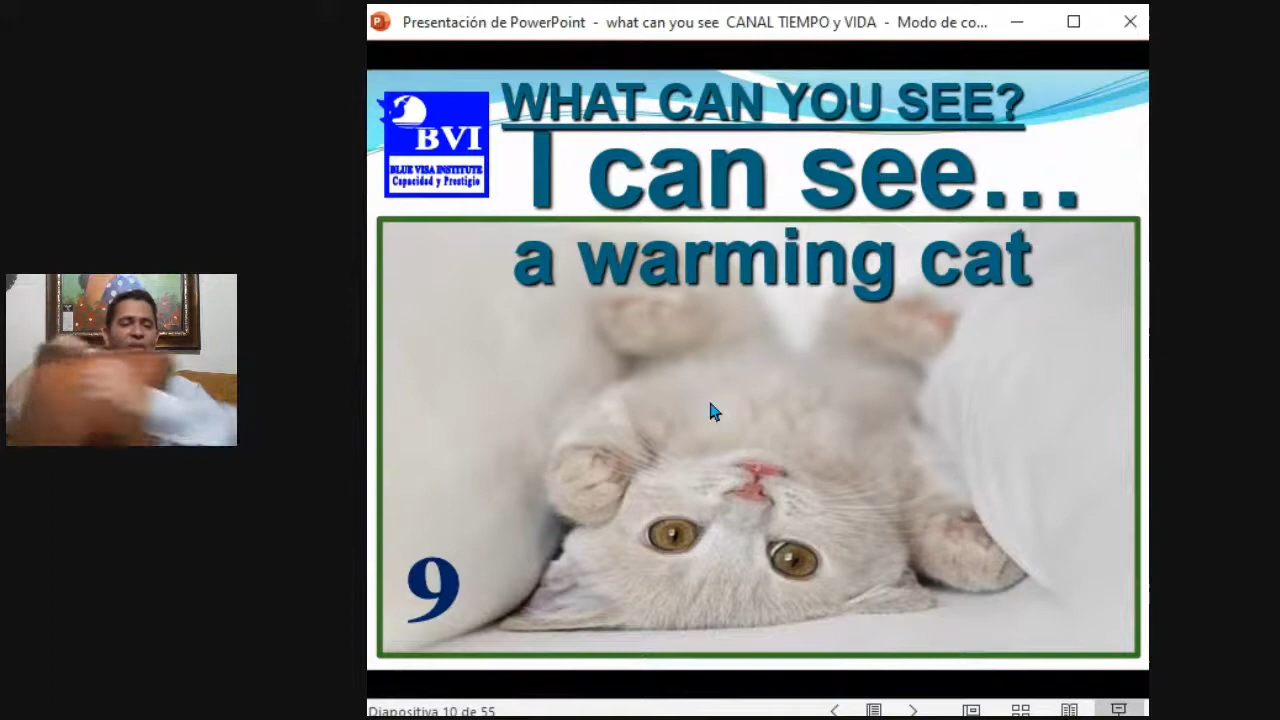 Presentación de PowerPoint - what can you see CANAL TIEMPO y VIDA - Modo de co...
WHAT CAN YOU SEE?
I can see...
a warming cat
BVI
BLUE VISA INSTITUTE
Capacidad y Prestigio
9
Diapositiva 10 de 55